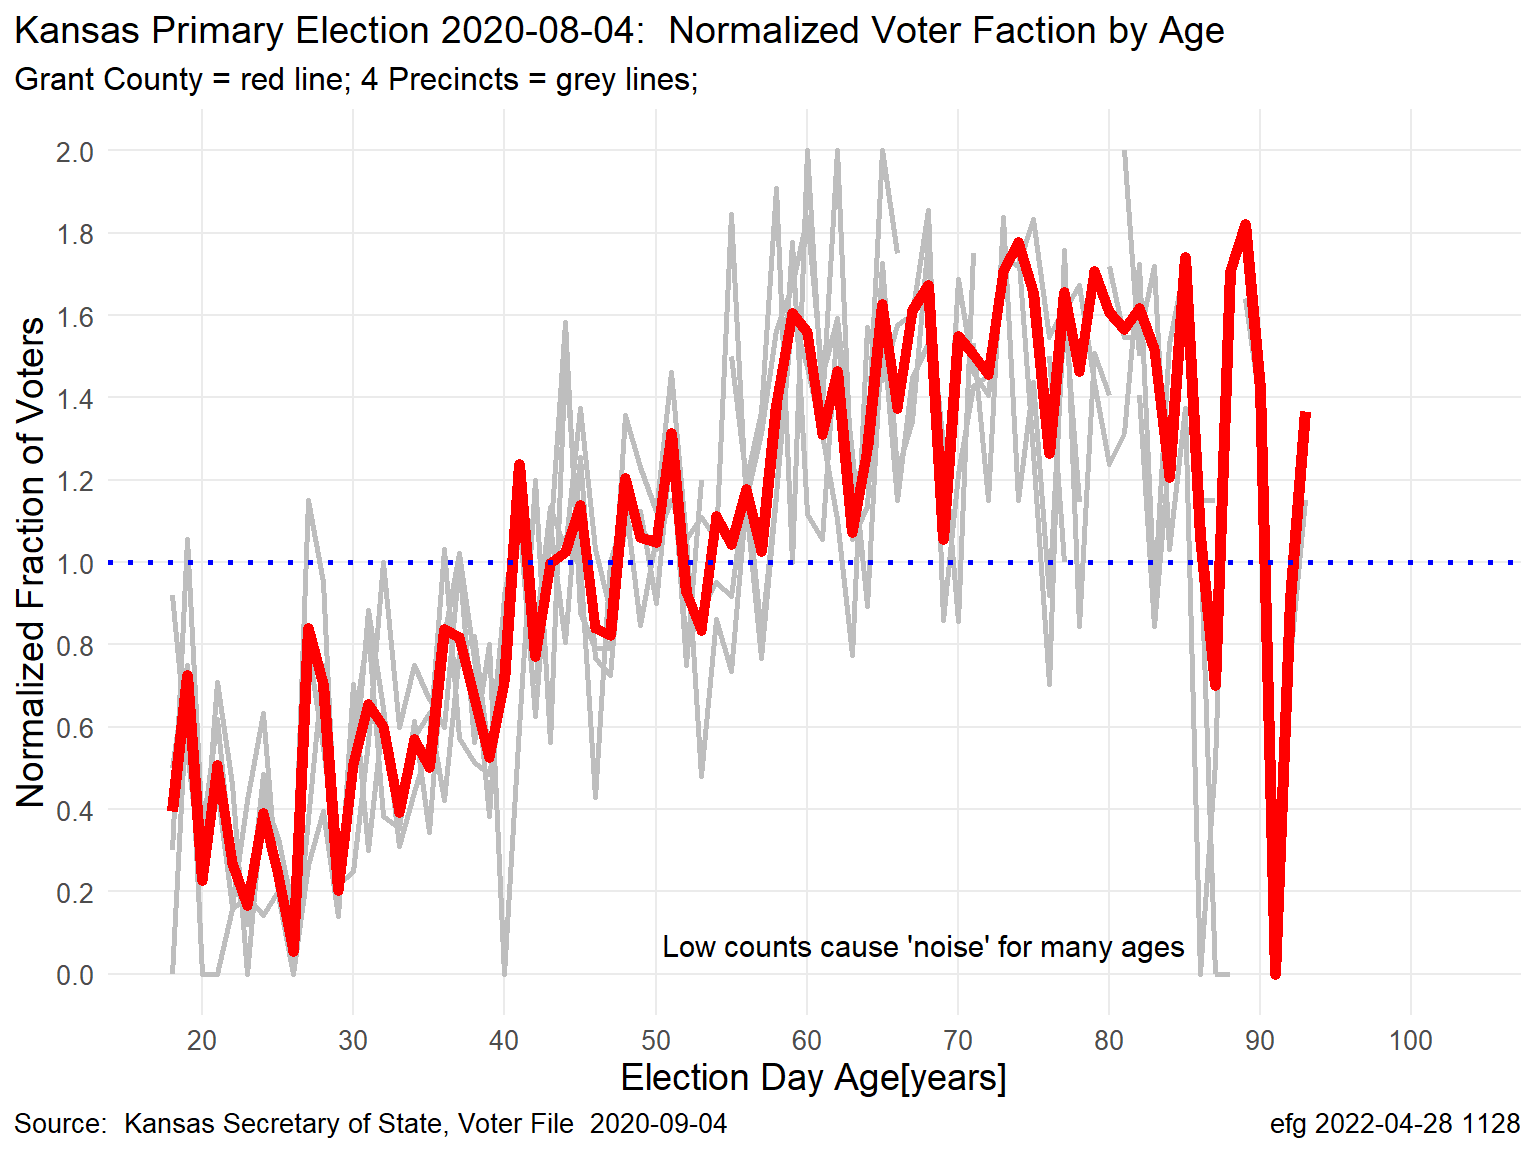 Kansas Primary Election 2020-08-04:  Normalized Voter Faction by Age
Grant County = red line; 4 Precincts = grey lines;
Normalized Fraction of Voters
2.0
1.8
1.6
1.4
1.2
1.0
0.8
0.6
0.4
0.2
0.0
Low counts cause 'noise' for many ages
20 30 40 50 60 70 80 90 100
Election Day Age[years]
Source:  Kansas Secretary of State, Voter File  2020-09-04
efg 2022-04-28 1128